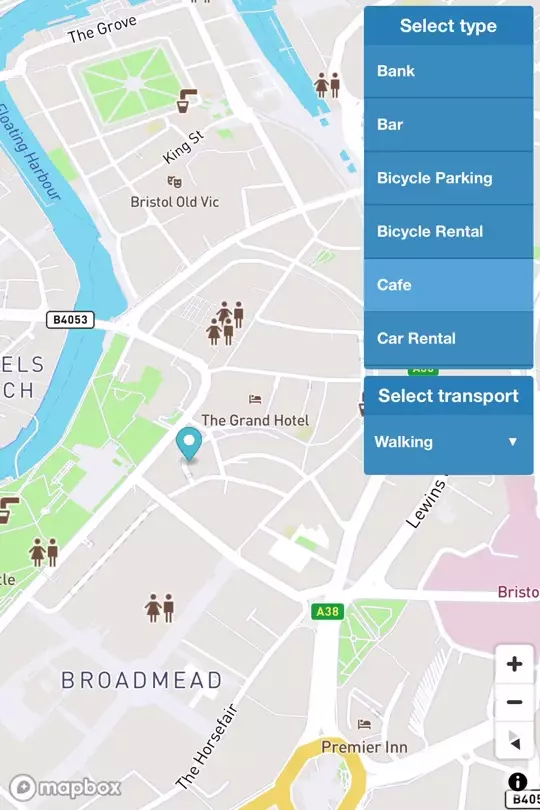 The Grove
Select type
Bank
Bar
Bicycle Parking
Bicycle Rental
Cafe
Car Rental
Floating Harbour
King St
Bristol Old Vic
B4053
ELS
CH
Select transport
Walking ▼
The Grand Hotel
Lewins
tle
A38
Bristo
BROADMEAD
The Horsefair
Premier Inn
+
−
mapbox
i
B405